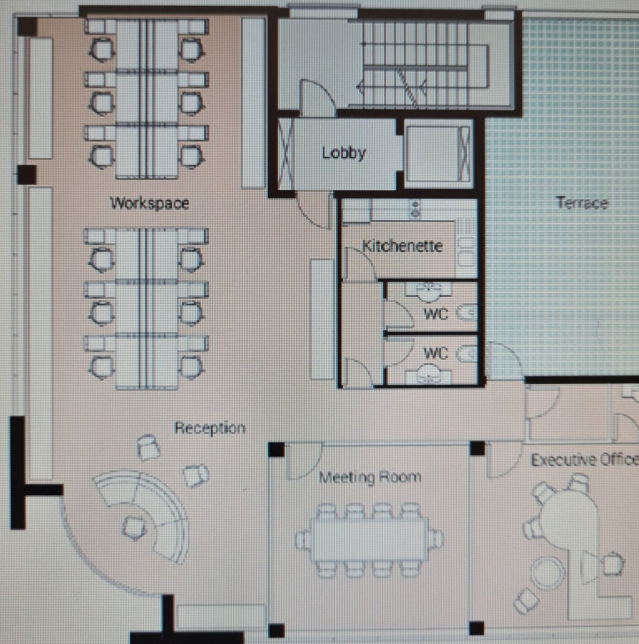 Lobby
Workspace
Terrace
Kitchenette
WC
WC
Reception
Executive Office
Meeting Room